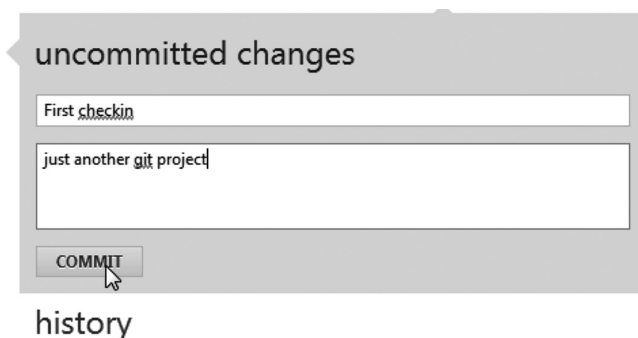 uncommitted changes
First checkin
just another git project
COMMIT
history